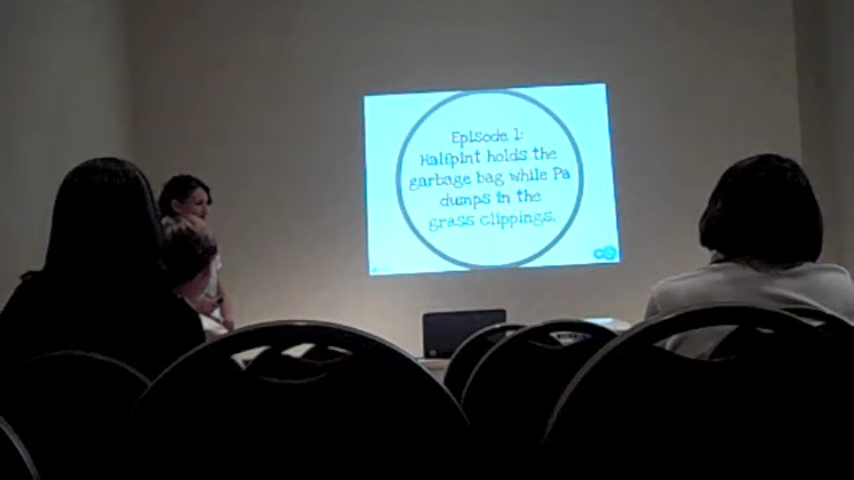 Episode 1:
Halfpint holds the
garbage bag while Pa
dumps in the
grass clippings.